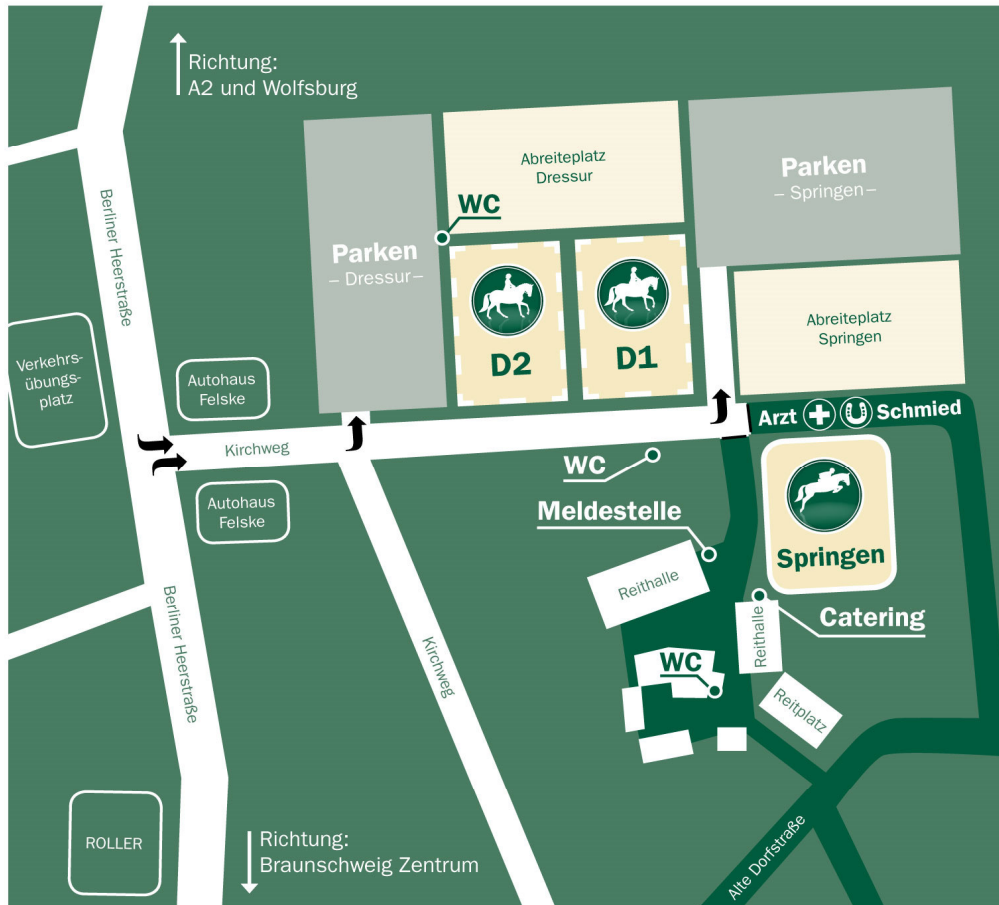 Richtung:
A2 und Wolfsburg
Abreiteplatz
Dressur
Parken
– Springen –
WC
Berliner Heerstraße
Parken
– Dressur –
D2
D1
Abreiteplatz
Springen
Verkehrs-
übungs-
platz
Autohaus
Felske
Arzt
Schmied
Kirchweg
WC
Autohaus
Felske
Meldestelle
Springen
Reithalle
Berliner Heerstraße
Catering
Reithalle
Kirchweg
WC
Reitplatz
ROLLER
Richtung:
Braunschweig Zentrum
Alte Dorfstraße